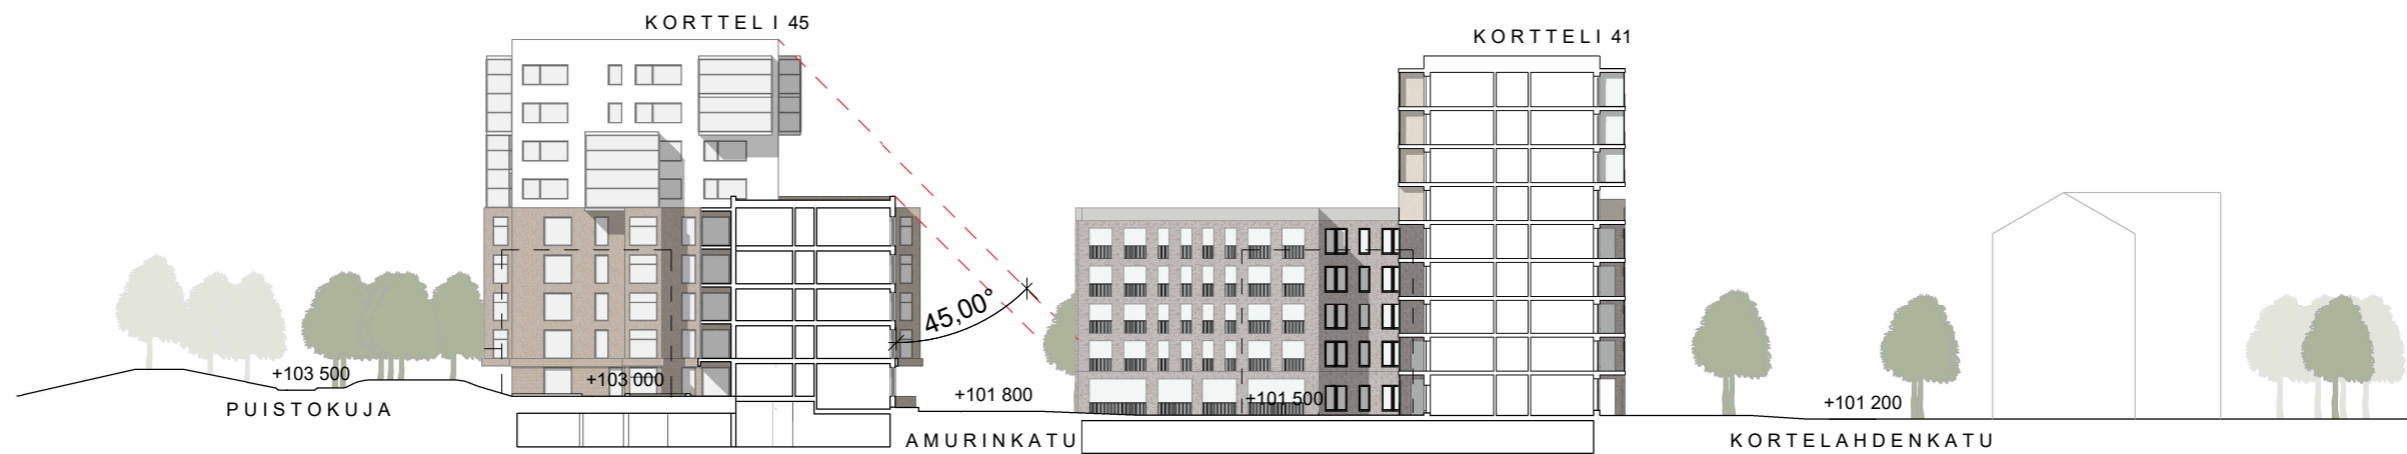 KORTTELI 45
KORTTELI 41
45,00°
+103 500
+103 000
+101 800
+101 500
+101 200
PUISTOKUJA
AMURINKATU
KORTELAHDENKATU